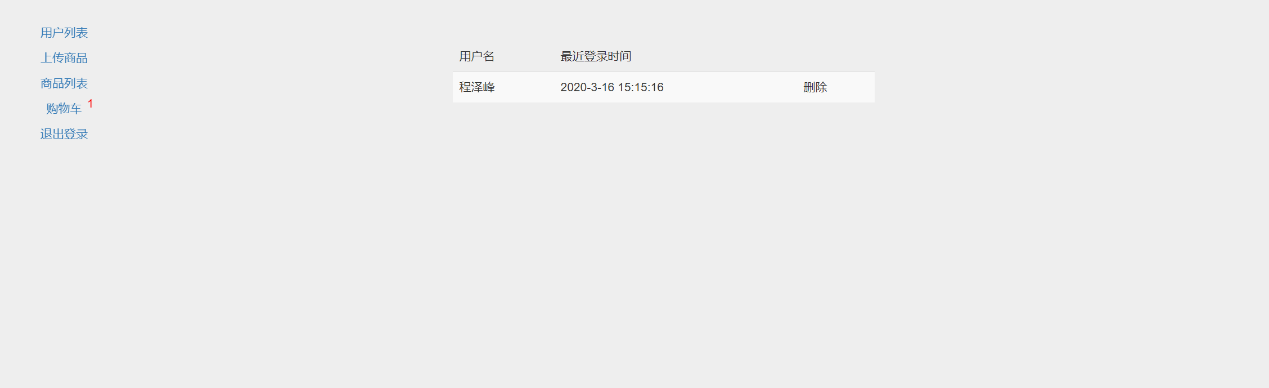 用户列表
上传商品
商品列表
购物车 1
退出登录
用户名 最近登录时间
程泽峰 2020-3-16 15:15:16 删除